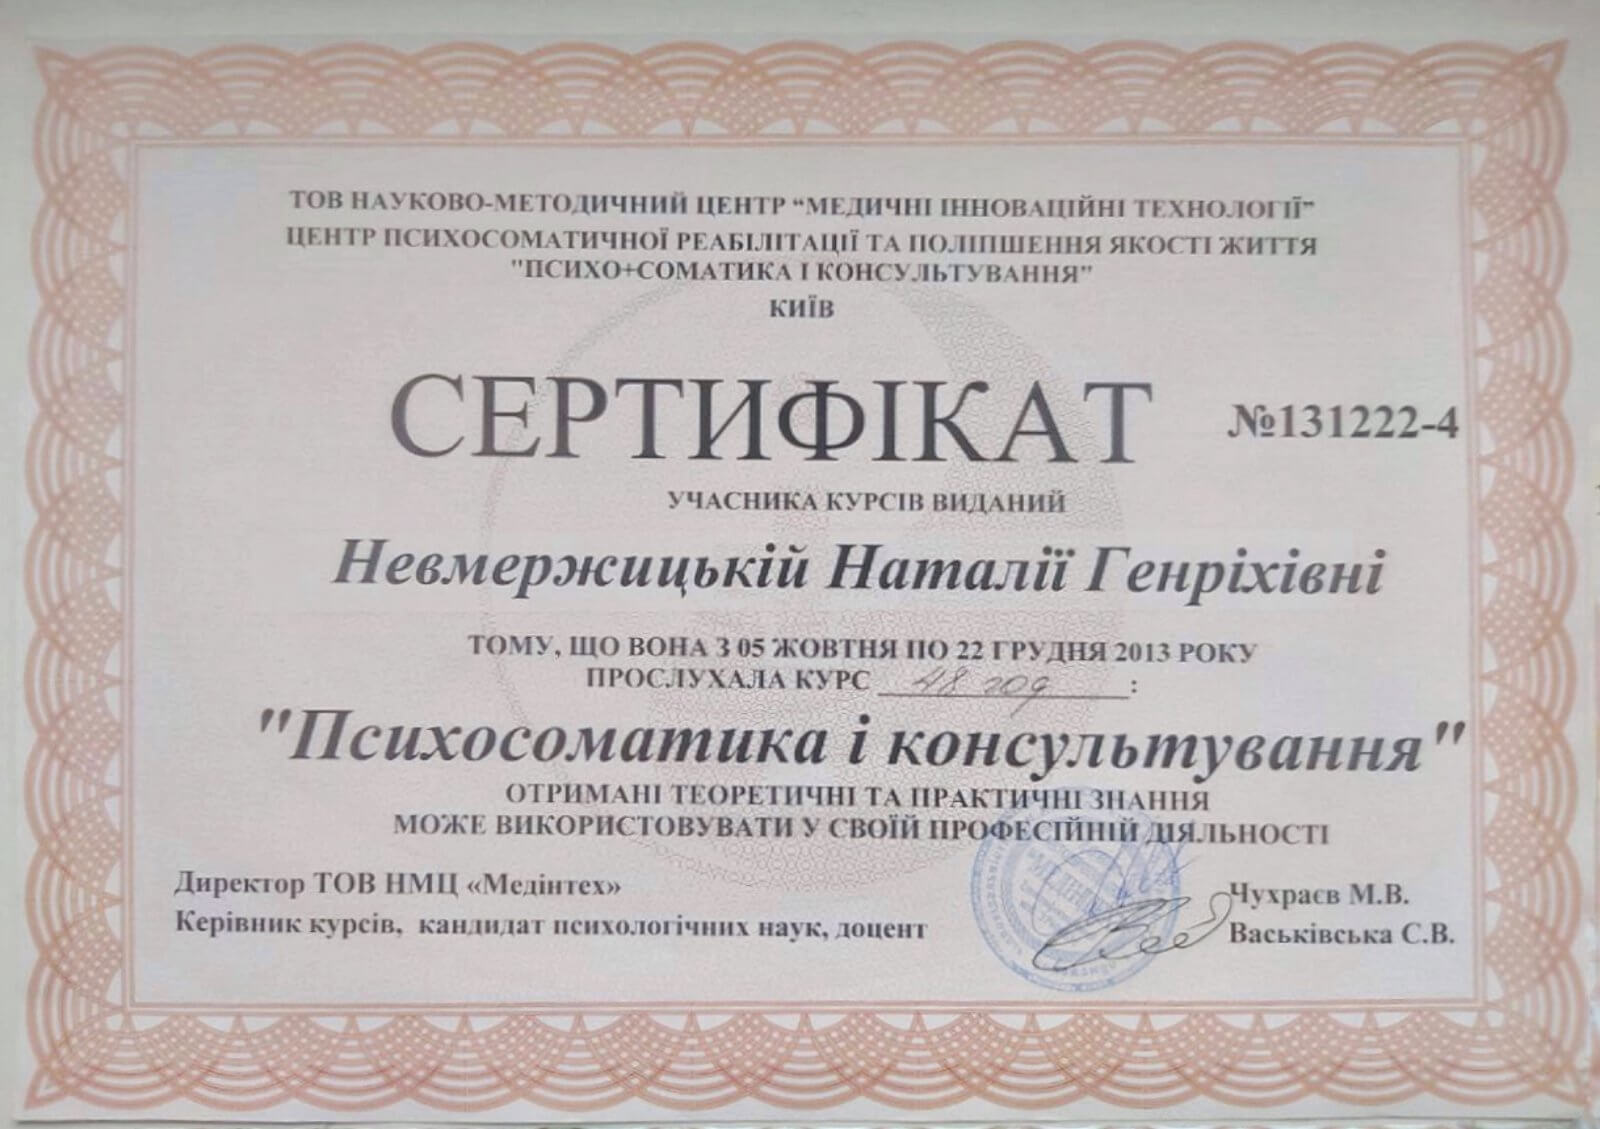 ТОВ НАУКОВО-МЕТОДИЧНИЙ ЦЕНТР “МЕДИЧНІ ІННОВАЦІЙНІ ТЕХНОЛОГІЇ”
ЦЕНТР ПСИХОСОМАТИЧНОЇ РЕАБІЛІТАЦІЇ ТА ПОЛІПШЕННЯ ЯКОСТІ ЖИТТЯ
"ПСИХО+СОМАТИКА І КОНСУЛЬТУВАННЯ”
КИЇВ
СЕРТИФІКАТ №131222-4
УЧАСНИКА КУРСІВ ВИДАНИЙ
Невмержицькій Наталії Генріхівні
ТОМУ, ЩО ВОНА З 05 ЖОВТНЯ ПО 22 ГРУДНЯ 2013 РОКУ
ПРОСЛУХАЛА КУРС 48 год :
"Психосоматика і консультування"
ОТРИМАНІ ТЕОРЕТИЧНІ ТА ПРАКТИЧНІ ЗНАННЯ
МОЖЕ ВИКОРИСТОВУВАТИ У СВОЇЙ ПРОФЕСІЙНІЙ ДІЯЛЬНОСТІ
Директор ТОВ НМЦ «Медінтех» Чухраєв М.В.
Керівник курсів, кандидат психологічних наук, доцент Васьківська С.В.